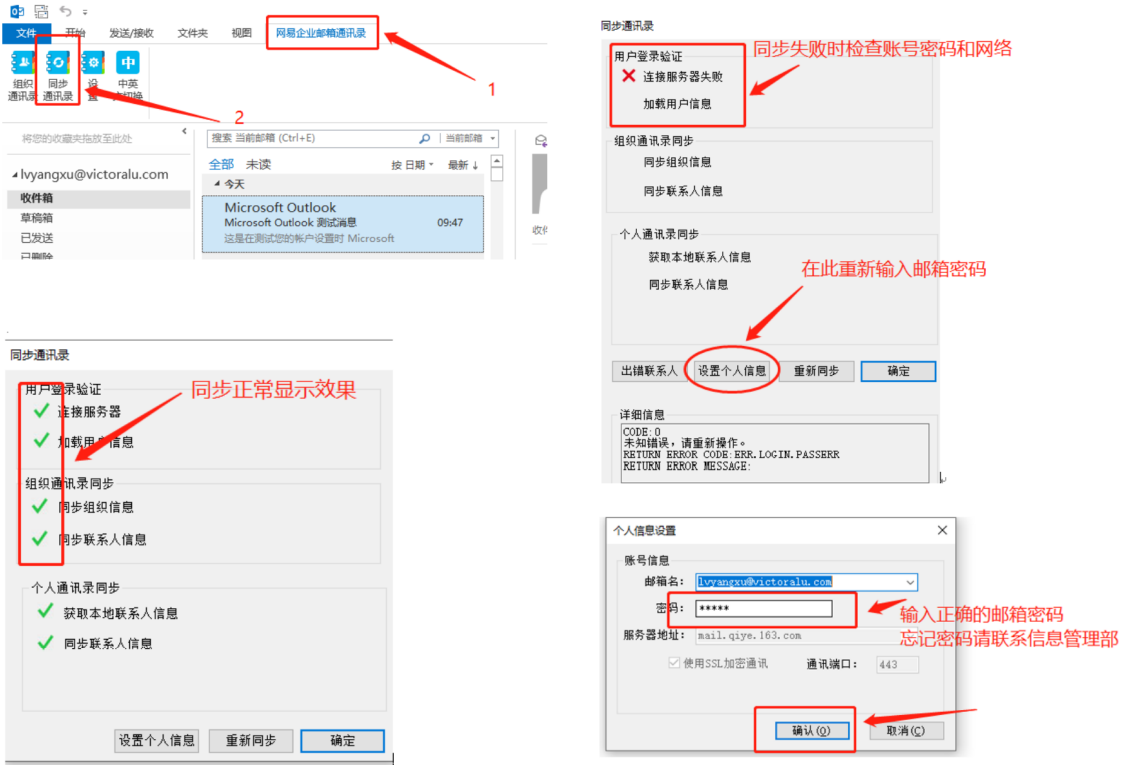 文件 开始 发送/接收 文件夹 视图 网易企业邮箱通讯录
组织 同步 设 中英
通讯录 通讯录 置 切换
1
2
将您的收藏夹拖放至此处
搜索 当前邮箱 (Ctrl+E) 当前邮箱
全部 未读 按 日期 最新 ↓
lvyangxu@victoralu.com
今天
收件箱
草稿箱
已发送
已删除
Microsoft Outlook
Microsoft Outlook 测试消息 09:47
这是在测试您的帐户设置时 Microsoft
收件
同步通讯录
用户登录验证
同步失败时检查账号密码和网络
连接服务器失败
加载用户信息
组织通讯录同步
同步组织信息
同步联系人信息
个人通讯录同步
获取本地联系人信息
同步联系人信息
在此重新输入邮箱密码
出错联系人 设置个人信息 重新同步 确定
详细信息
CODE:0
未知错误，请重新操作。
RETURN ERROR CODE:ERR.LOGIN.PASSERR
RETURN ERROR MESSAGE:
同步通讯录
用户登录验证
同步正常显示效果
连接服务器
加载用户信息
组织通讯录同步
同步组织信息
同步联系人信息
个人通讯录同步
获取本地联系人信息
同步联系人信息
设置个人信息 重新同步 确定
个人信息设置
账号信息
邮箱名: lvyangxu@victoralu.com
密码: *****
服务器地址: mail.qiye.163.com
使用SSL加密通讯 通讯端口: 443
输入正确的邮箱密码
忘记密码请联系信息管理部
确认(O) 取消(C)